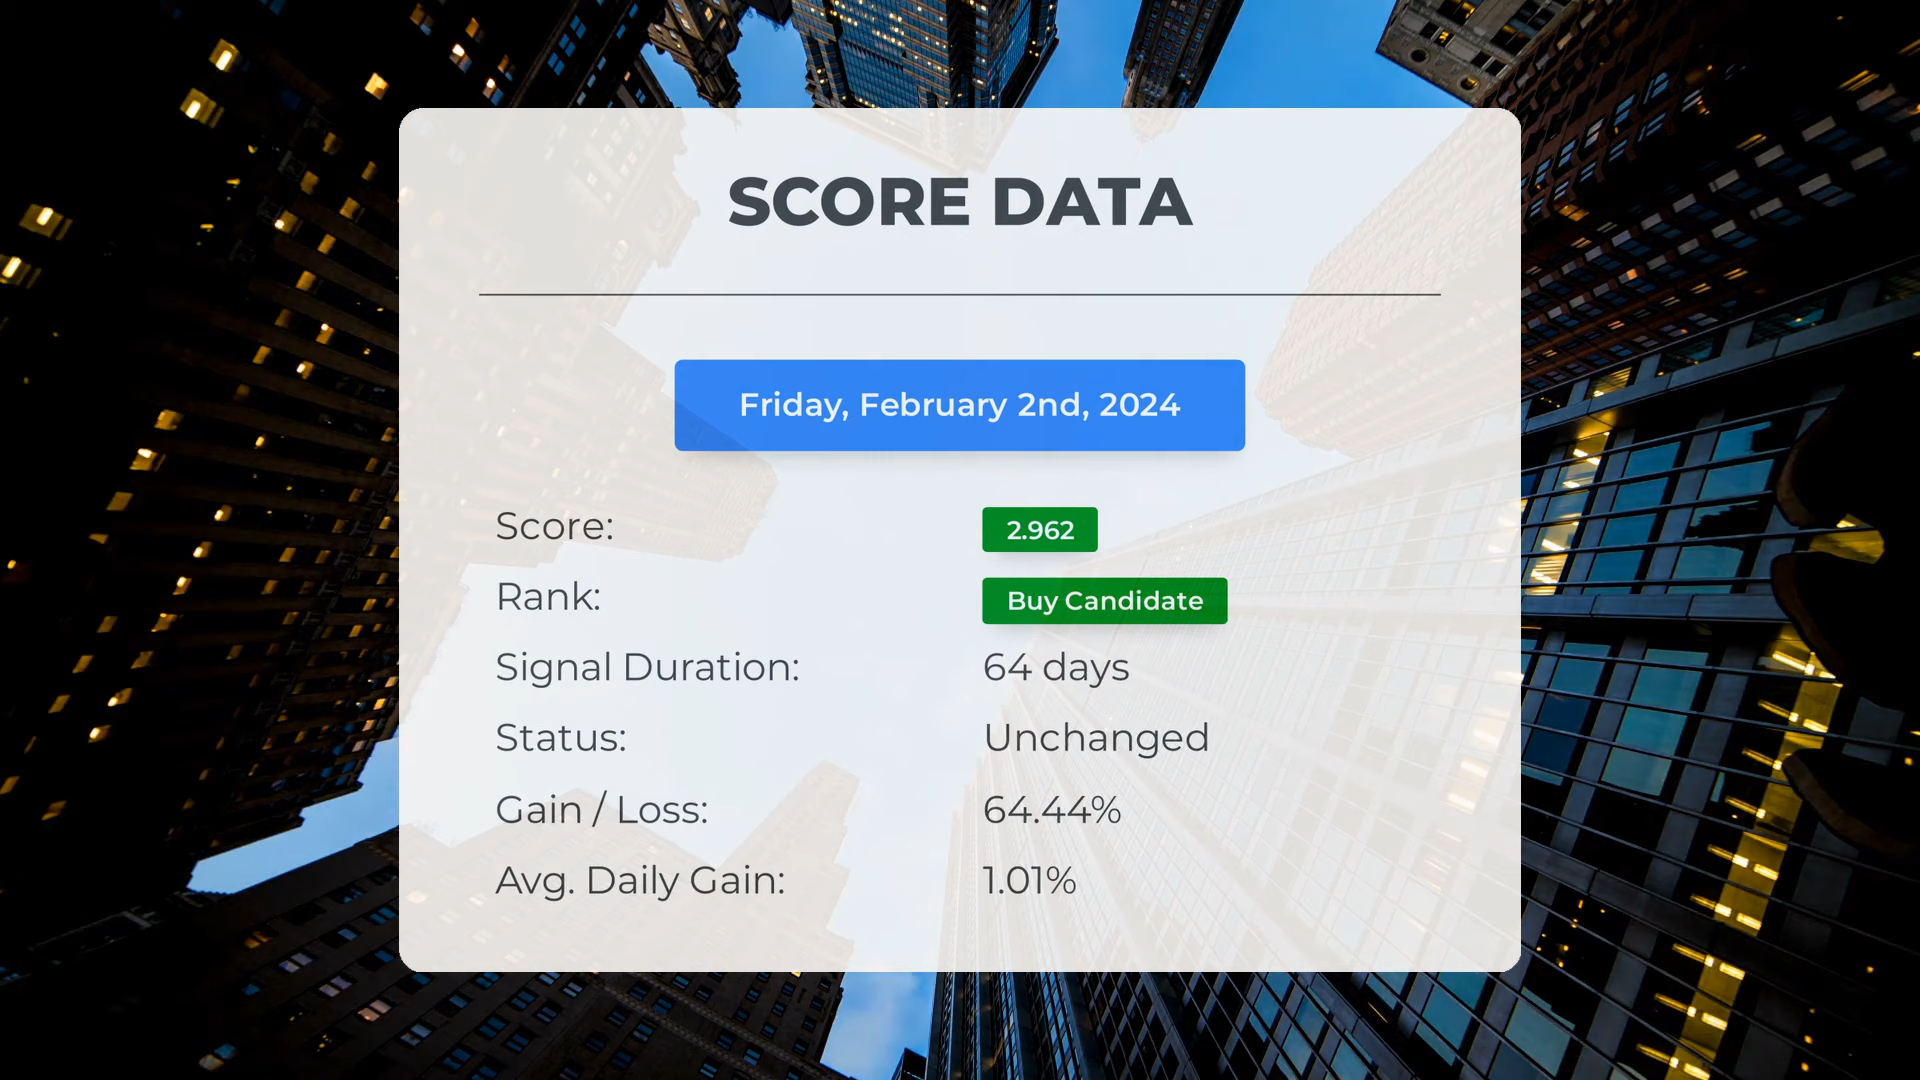 SCORE DATA
Friday, February 2nd, 2024
Score: 2.962
Rank: Buy Candidate
Signal Duration: 64 days
Status: Unchanged
Gain / Loss: 64.44%
Avg. Daily Gain: 1.01%